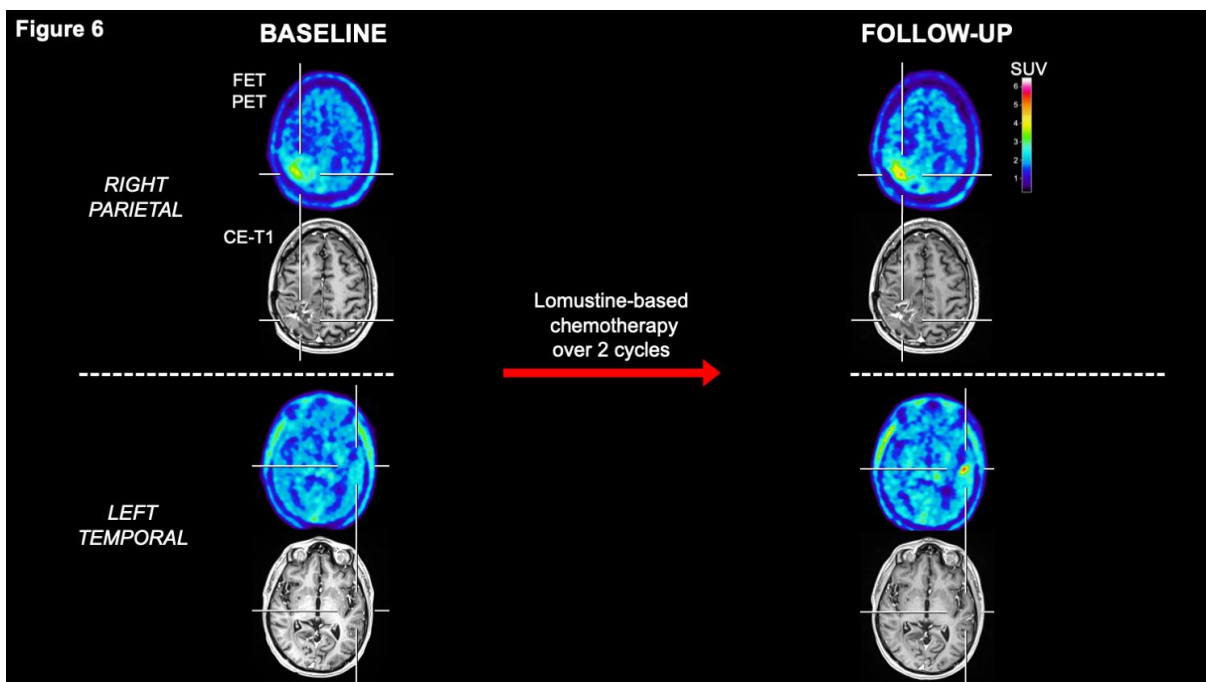 Figure 6
BASELINE
FOLLOW-UP
FET
PET
SUV
6
5
4
3
2
1
RIGHT
PARIETAL
CE-T1
Lomustine-based
chemotherapy
over 2 cycles
LEFT
TEMPORAL